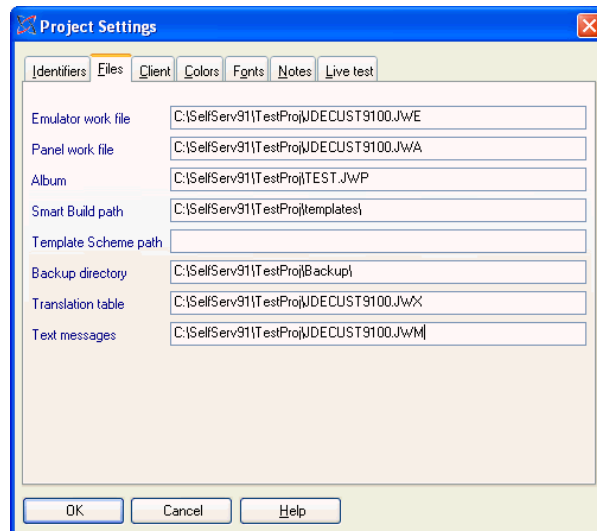 Project Settings
Identifiers Files Client Colors Fonts Notes Live test
Emulator work file C:\SelfServ91\TestProj\JDECUST9100.JWE
Panel work file C:\SelfServ91\TestProj\JDECUST9100.JWA
Album C:\SelfServ91\TestProj\TEST.JWP
Smart Build path C:\SelfServ91\TestProj\templates\
Template Scheme path
Backup directory C:\SelfServ91\TestProj\Backup\
Translation table C:\SelfServ91\TestProj\JDECUST9100.JWX
Text messages C:\SelfServ91\TestProj\JDECUST9100.JWM
OK Cancel Help